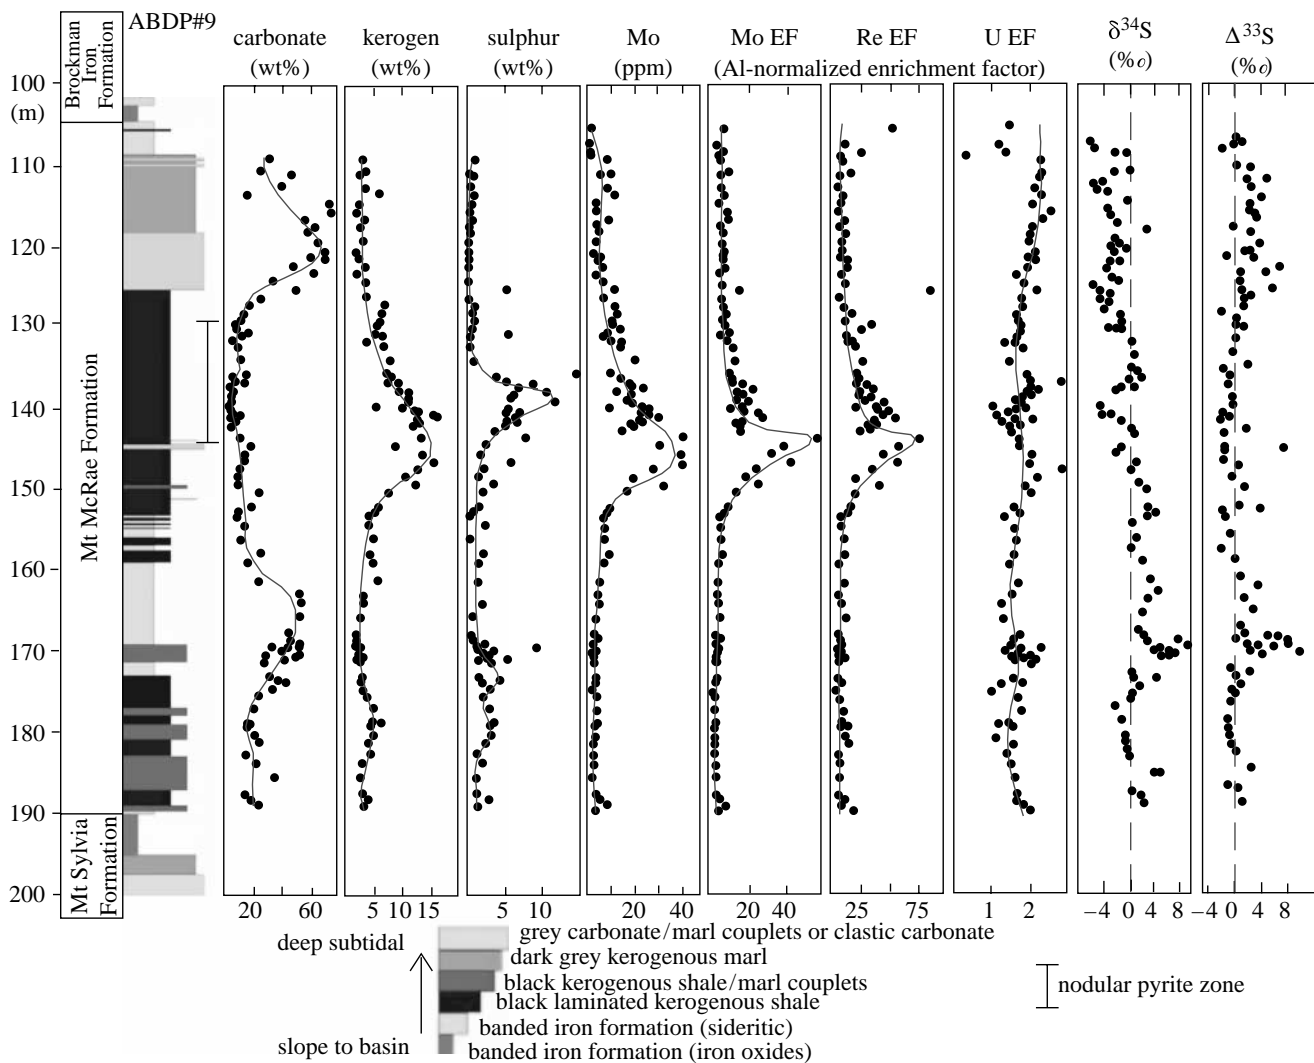 ABDP#9
Brockman
Iron
Formation
Mt McRae Formation
Mt Sylvia
Formation
carbonate
(wt%)
kerogen
(wt%)
sulphur
(wt%)
Mo
(ppm)
Mo EF
Re EF
U EF
(Al-normalized enrichment factor)
δ³⁴S
(‰)
Δ³³S
(‰)
100
(m)
110
120
130
140
150
160
170
180
190
200
20 60
5 10 15
5 10
20 40
20 40
25 75
1 2
−4 0 4 8
−4 0 4 8
deep subtidal
slope to basin
grey carbonate/marl couplets or clastic carbonate
dark grey kerogenous marl
black kerogenous shale/marl couplets
black laminated kerogenous shale
banded iron formation (sideritic)
banded iron formation (iron oxides)
nodular pyrite zone